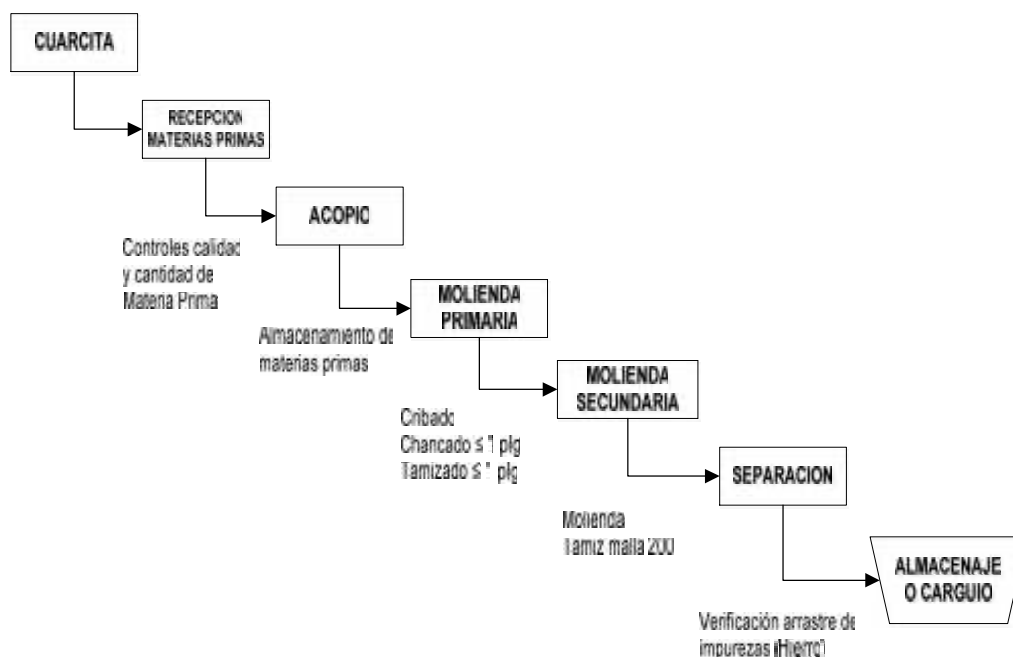 CUARCITA
RECEPCION
MATERIAS PRIMAS
ACOPIO
Controles calidad
y cantidad de
Materia Prima
MOLIENDA
PRIMARIA
Almacenamiento de
materias primas
MOLIENDA
SECUNDARIA
Cribado
Chancado ≤ 1 plg
Tamizado ≤ 1 plg
SEPARACION
Molienda
Tamiz malla 200
ALMACENAJE
O CARGUIO
Verificación arrastre de
impurezas (Hierro)